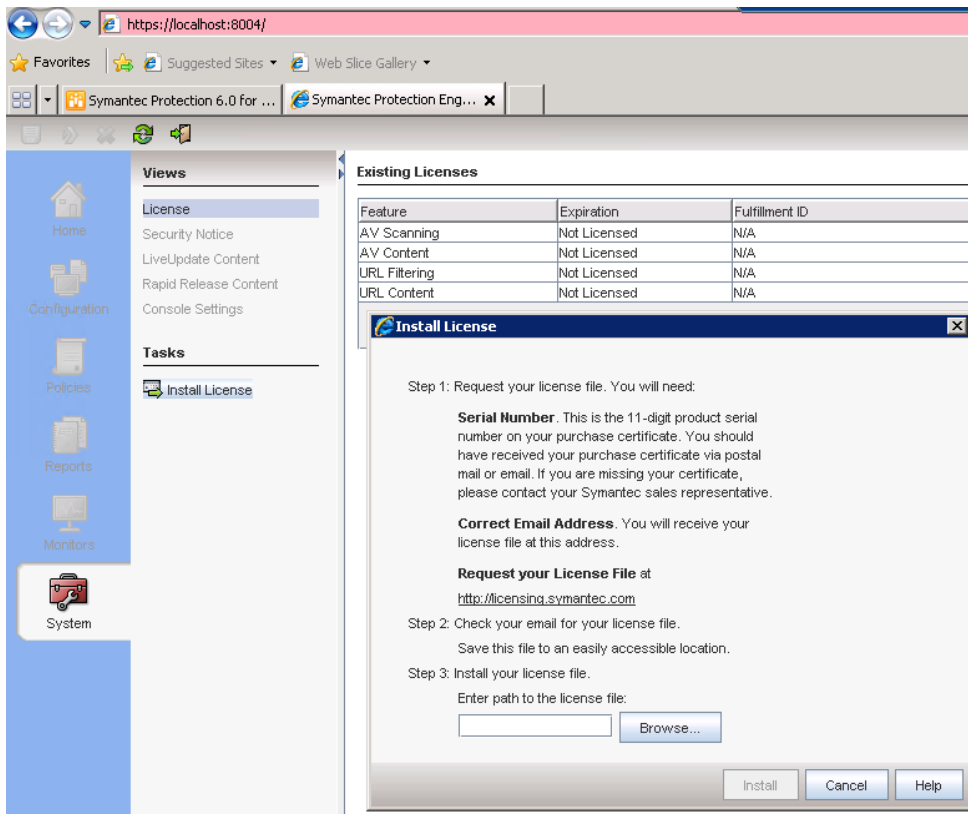 https://localhost:8004/
Favorites Suggested Sites Web Slice Gallery
Symantec Protection 6.0 for ... Symantec Protection Eng...
Home
Configuration
Policies
Reports
Monitors
System
Views
License
Security Notice
LiveUpdate Content
Rapid Release Content
Console Settings
Tasks
Install License
Existing Licenses
Feature Expiration Fulfillment ID
AV Scanning Not Licensed N/A
AV Content Not Licensed N/A
URL Filtering Not Licensed N/A
URL Content Not Licensed N/A
Install License
Step 1: Request your license file. You will need:
Serial Number. This is the 11-digit product serial
number on your purchase certificate. You should
have received your purchase certificate via postal
mail or email. If you are missing your certificate,
please contact your Symantec sales representative.
Correct Email Address. You will receive your
license file at this address.
Request your License File at
http://licensing.symantec.com
Step 2: Check your email for your license file.
Save this file to an easily accessible location.
Step 3: Install your license file.
Enter path to the license file:
Browse...
Install Cancel Help